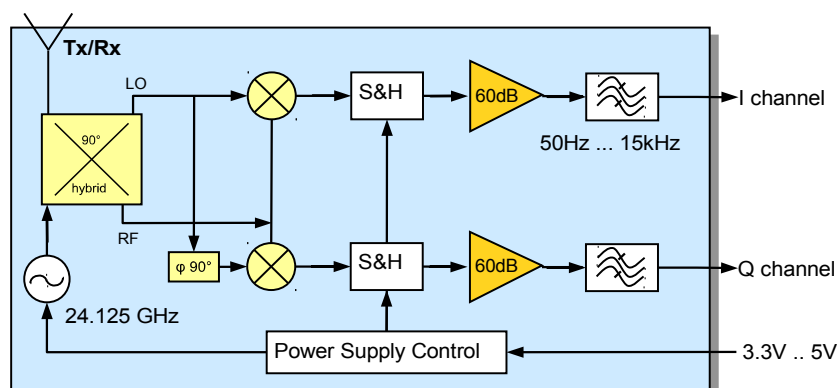 Tx/Rx
LO
S&H
60dB
I channel
90°
hybrid
50Hz ... 15kHz
RF
φ 90°
S&H
60dB
Q channel
24.125 GHz
Power Supply Control
3.3V .. 5V